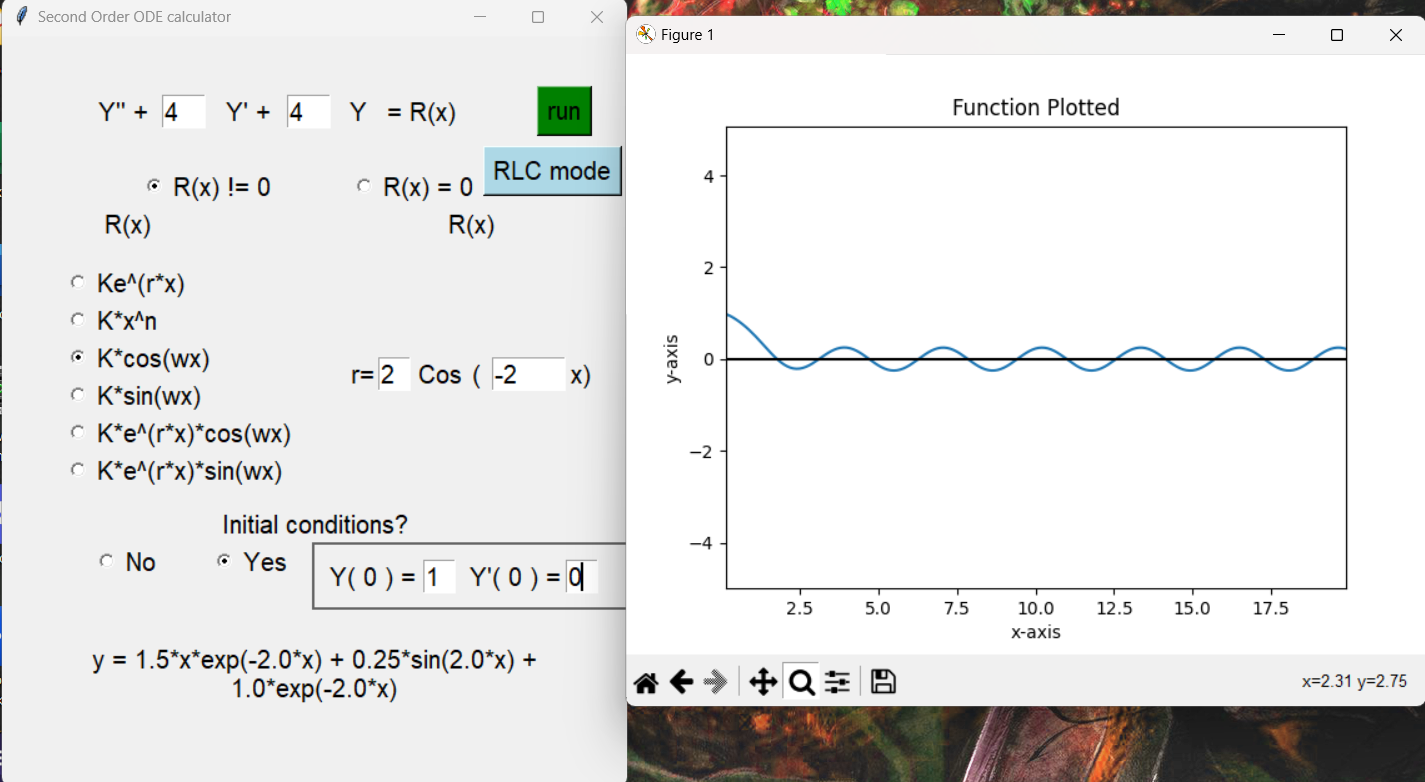 Second Order ODE calculator
Y'' + 4 Y' + 4 Y = R(x) run
RLC mode
R(x) != 0 R(x) = 0
R(x) R(x)
Ke^(r*x)
K*x^n
K*cos(wx)
r= 2 Cos ( -2 x)
K*sin(wx)
K*e^(r*x)*cos(wx)
K*e^(r*x)*sin(wx)
Initial conditions?
No Yes Y( 0 ) = 1 Y'( 0 ) = 0
y = 1.5*x*exp(-2.0*x) + 0.25*sin(2.0*x) +
1.0*exp(-2.0*x)
Figure 1
Function Plotted
y-axis
4
2
0
−2
−4
2.5 5.0 7.5 10.0 12.5 15.0 17.5
x-axis
x=2.31 y=2.75